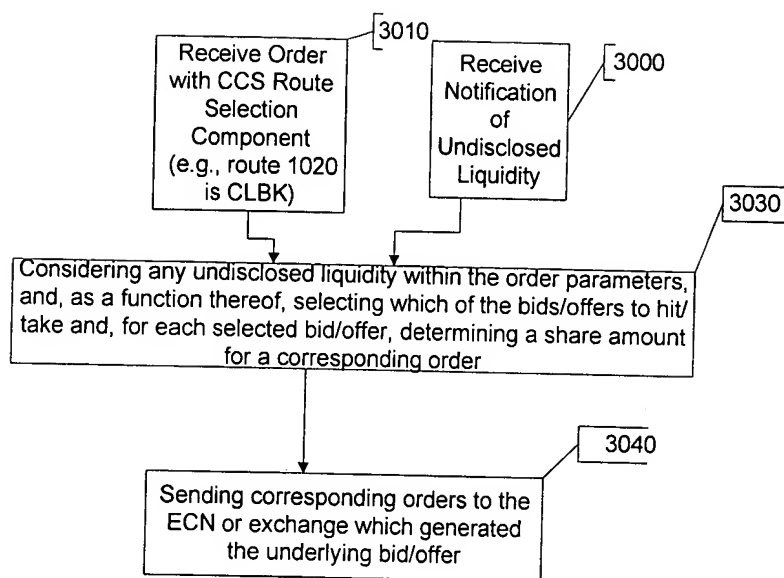 3010
Receive Order
with CCS Route
Selection
Component
(e.g., route 1020
is CLBK)
3000
Receive
Notification
of
Undisclosed
Liquidity
3030
Considering any undisclosed liquidity within the order parameters,
and, as a function thereof, selecting which of the bids/offers to hit/
take and, for each selected bid/offer, determining a share amount
for a corresponding order
3040
Sending corresponding orders to the
ECN or exchange which generated
the underlying bid/offer